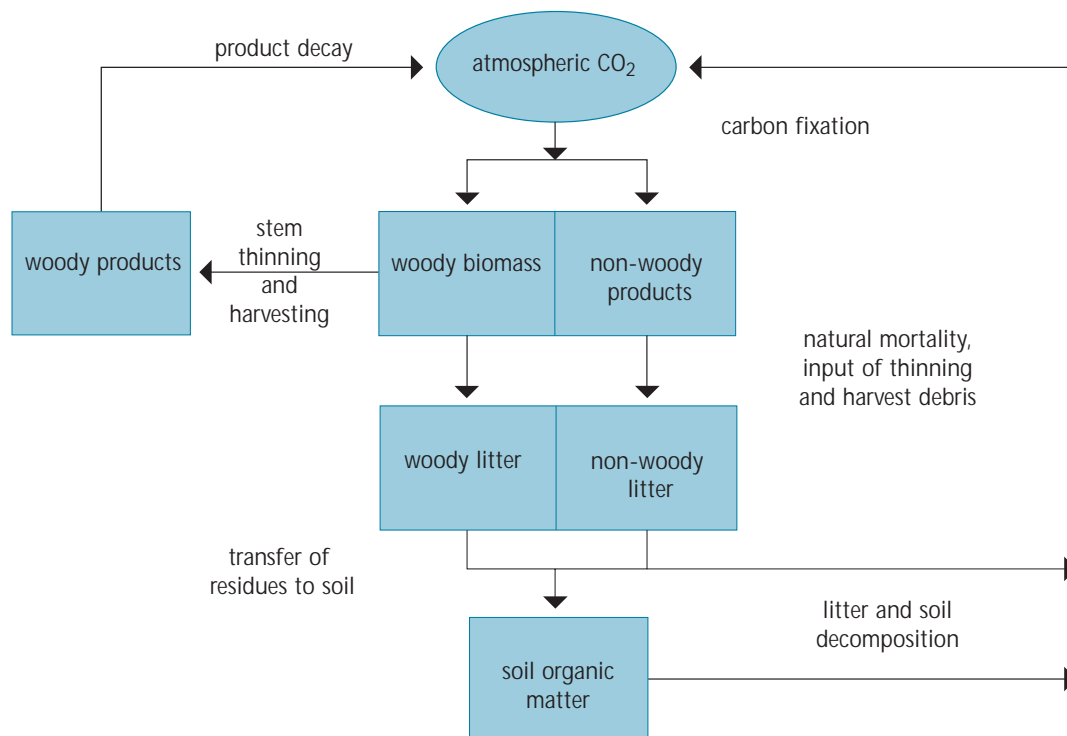 product decay
atmospheric CO₂
carbon fixation
woody products
stem
thinning
and
harvesting
woody biomass
non-woody
products
natural mortality,
input of thinning
and harvest debris
woody litter
non-woody
litter
transfer of
residues to soil
litter and soil
decomposition
soil organic
matter